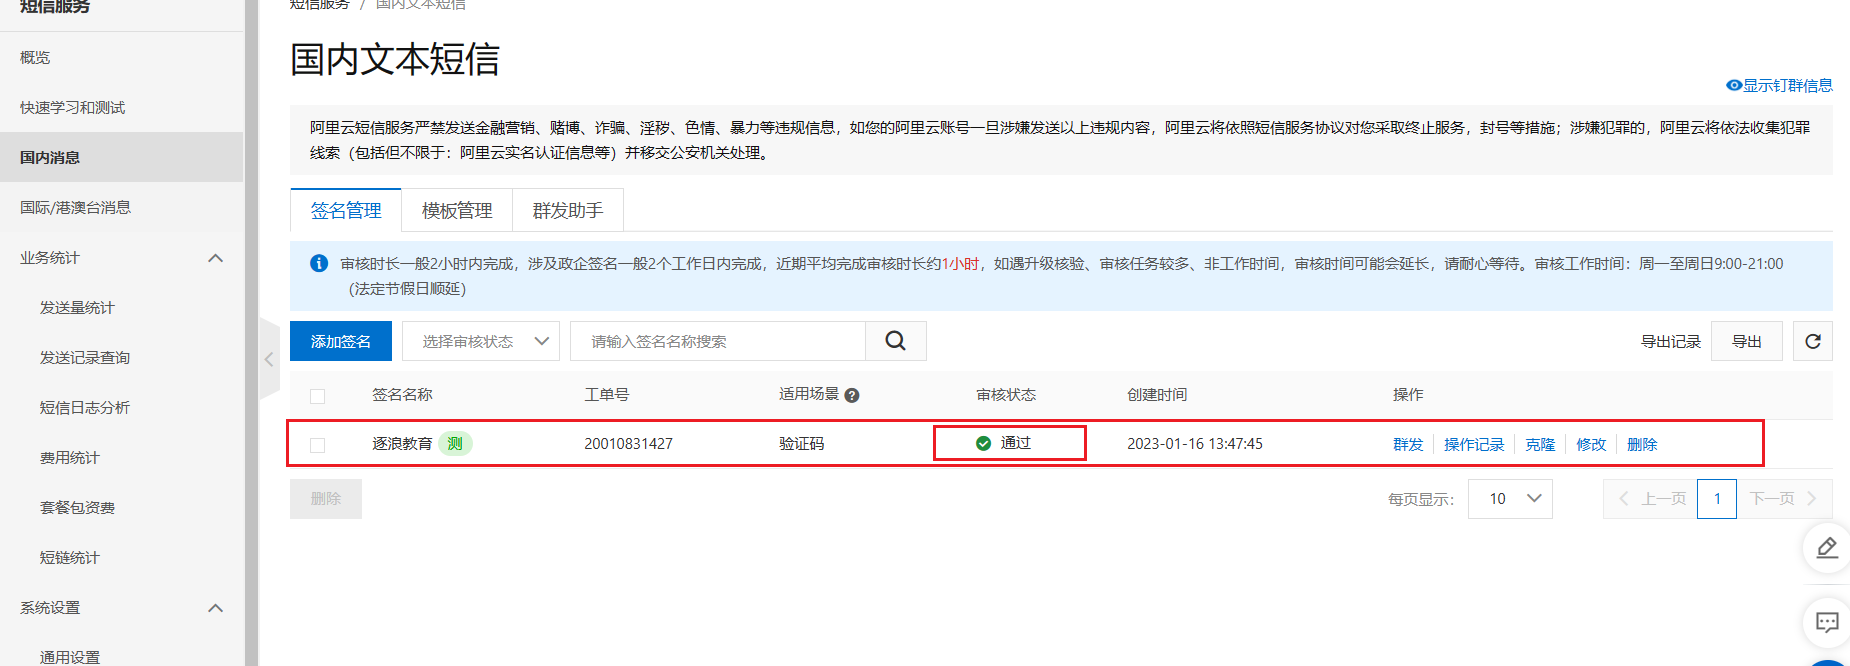 短信服务
概览
快速学习和测试
国内消息
国际/港澳台消息
业务统计
发送量统计
发送记录查询
短信日志分析
费用统计
套餐包资费
短链统计
系统设置
通用设置
短信服务 / 国内文本短信
国内文本短信
显示钉群信息
阿里云短信服务严禁发送金融营销、赌博、诈骗、淫秽、色情、暴力等违规信息，如您的阿里云账号一旦涉嫌发送以上违规内容，阿里云将依照短信服务协议对您采取终止服务，封号等措施；涉嫌犯罪的，阿里云将依法收集犯罪
线索（包括但不限于：阿里云实名认证信息等）并移交公安机关处理。
签名管理 模板管理 群发助手
审核时长一般2小时内完成，涉及政企签名一般2个工作日内完成，近期平均完成审核时长约1小时，如遇升级核验、审核任务较多、非工作时间，审核时间可能会延长，请耐心等待。审核工作时间：周一至周日9:00-21:00
（法定节假日顺延）
添加签名 选择审核状态 请输入签名名称搜索 导出记录 导出
签名名称 工单号 适用场景 审核状态 创建时间 操作
逐浪教育 测 20010831427 验证码 通过 2023-01-16 13:47:45 群发 操作记录 克隆 修改 删除
删除 每页显示： 10 上一页 1 下一页